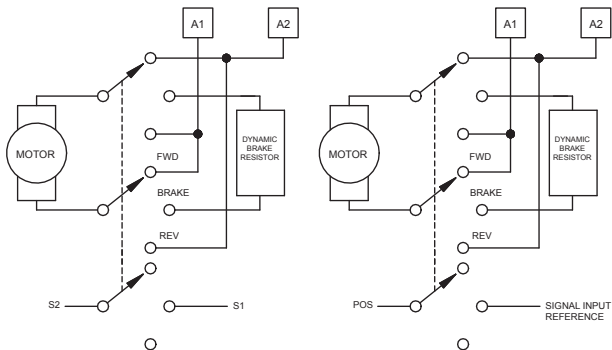 A1
A2
MOTOR
FWD
DYNAMIC
BRAKE
RESISTOR
BRAKE
REV
S2
S1
A1
A2
MOTOR
FWD
DYNAMIC
BRAKE
RESISTOR
BRAKE
REV
POS
SIGNAL INPUT
REFERENCE